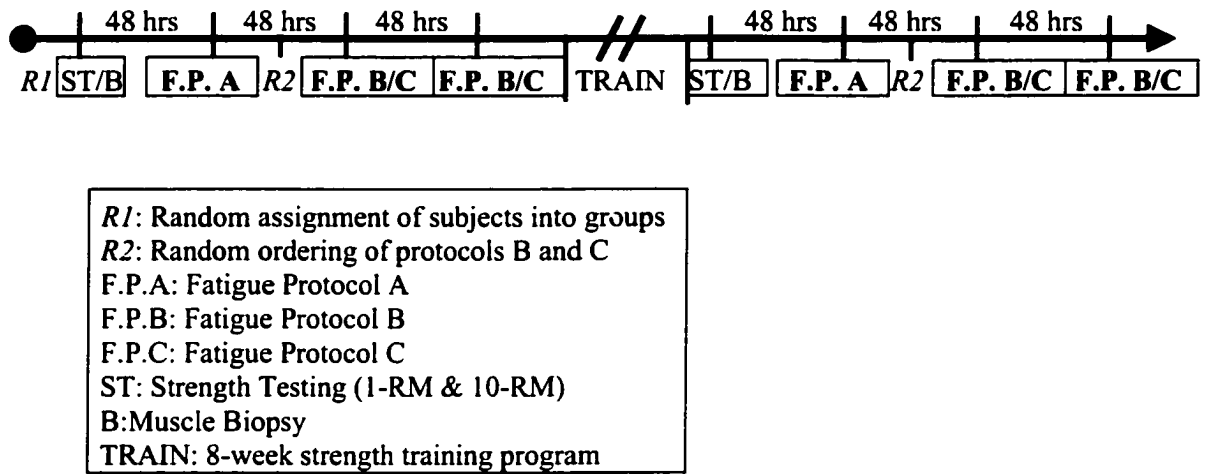 48 hrs 48 hrs 48 hrs 48 hrs 48 hrs 48 hrs
R1 ST/B F.P. A R2 F.P. B/C F.P. B/C TRAIN ST/B F.P. A R2 F.P. B/C F.P. B/C
R1: Random assignment of subjects into groups
R2: Random ordering of protocols B and C
F.P.A: Fatigue Protocol A
F.P.B: Fatigue Protocol B
F.P.C: Fatigue Protocol C
ST: Strength Testing (1-RM & 10-RM)
B:Muscle Biopsy
TRAIN: 8-week strength training program